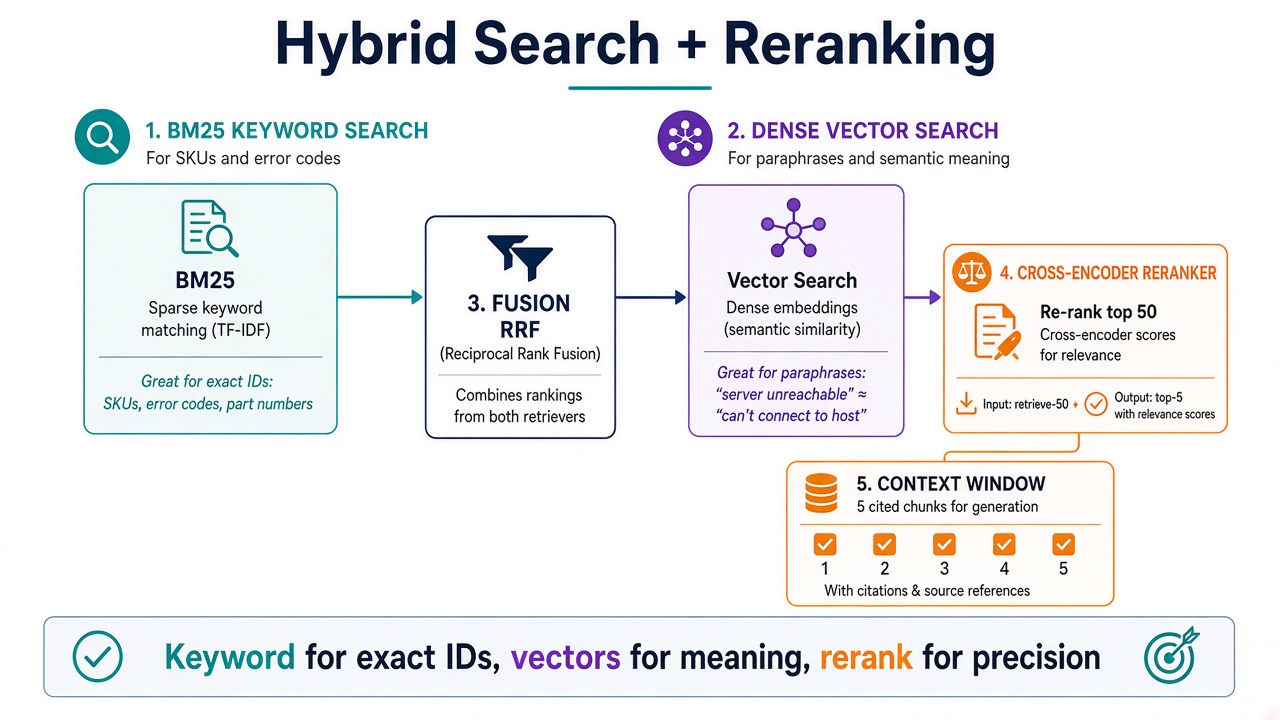 Hybrid Search + Reranking
1. BM25 KEYWORD SEARCH
For SKUs and error codes
BM25
Sparse keyword
matching (TF-IDF)
Great for exact IDs:
SKUs, error codes, part numbers
3. FUSION
RRF
(Reciprocal Rank Fusion)
Combines rankings
from both retrievers
2. DENSE VECTOR SEARCH
For paraphrases and semantic meaning
Vector Search
Dense embeddings
(semantic similarity)
Great for paraphrases:
“server unreachable” ≈
“can’t connect to host”
4. CROSS-ENCODER RERANKER
Re-rank top 50
Cross-encoder scores
for relevance
Input: retrieve-50
Output: top-5
with relevance scores
5. CONTEXT WINDOW
5 cited chunks for generation
1 2 3 4 5
With citations & source references
Keyword for exact IDs, vectors for meaning, rerank for precision